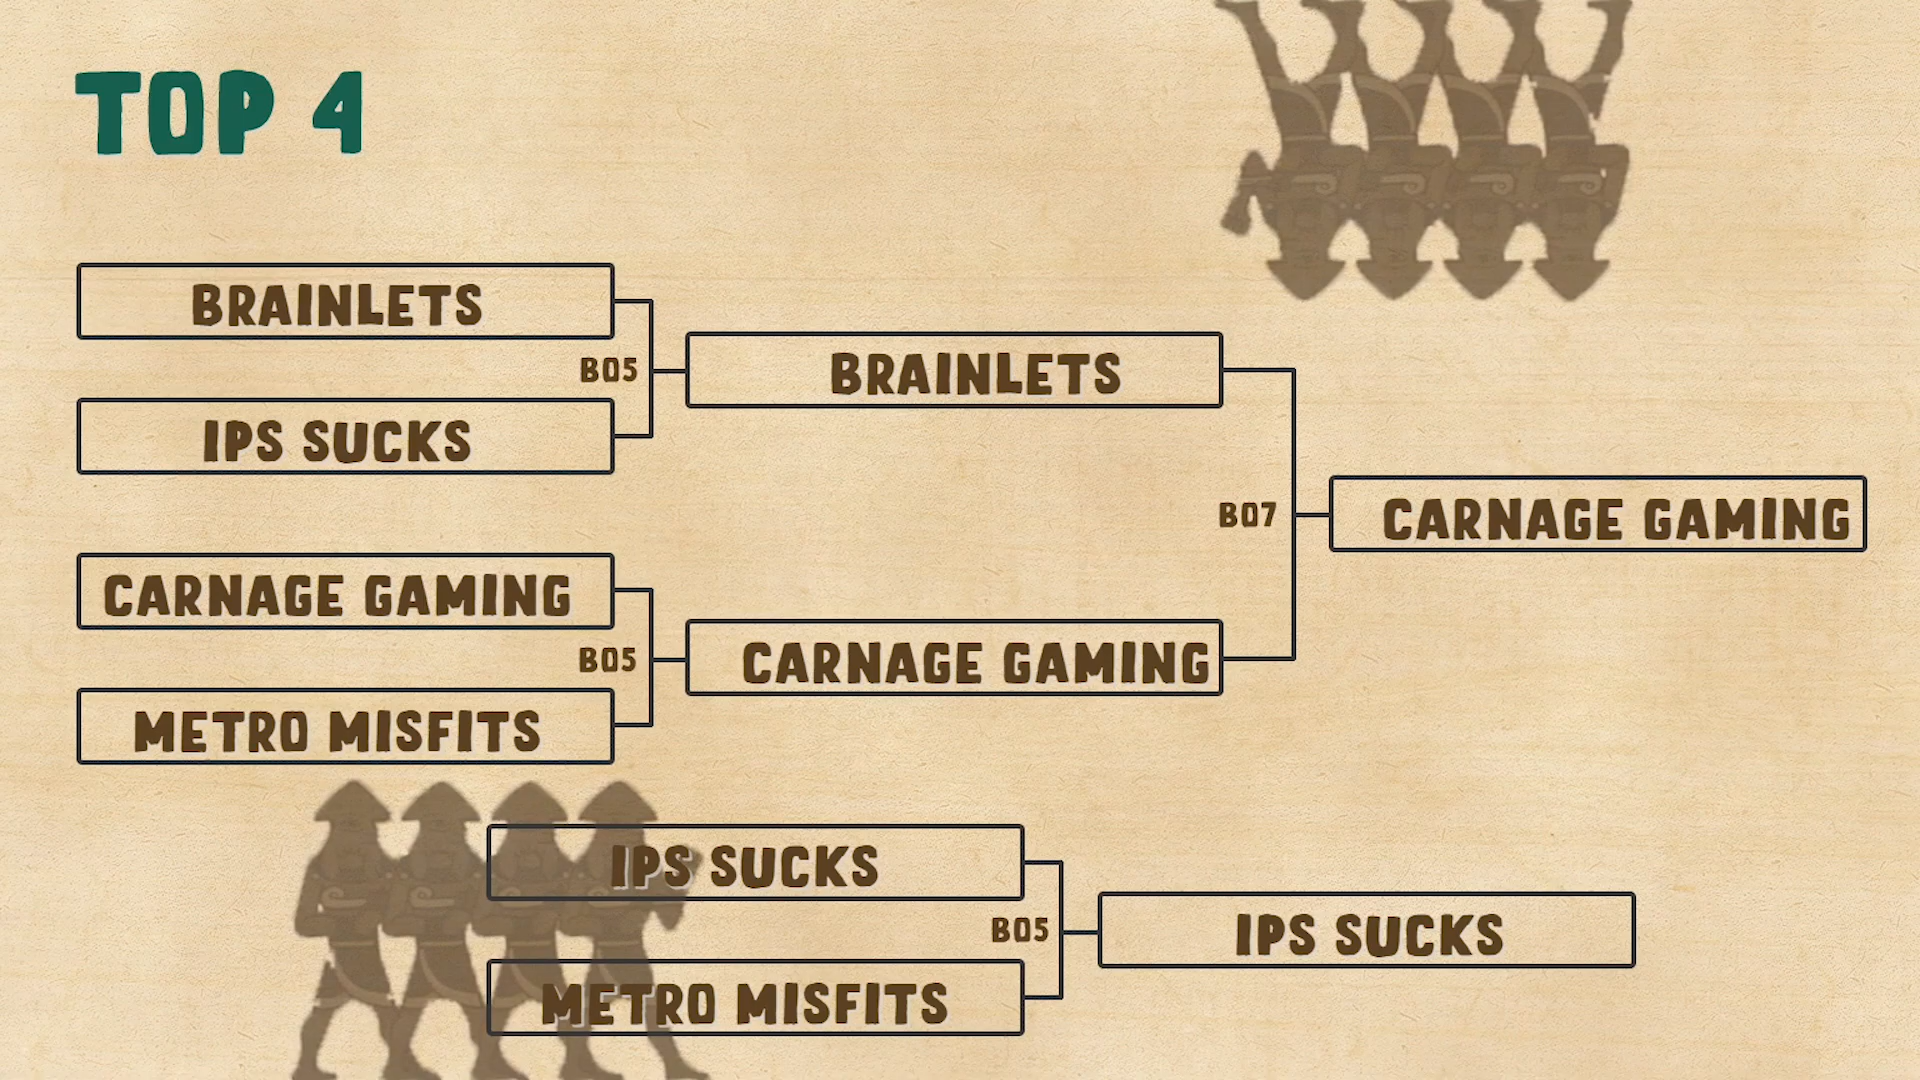 TOP 4
BRAINLETS
BO5
IPS SUCKS
BRAINLETS
CARNAGE GAMING
BO5
METRO MISFITS
CARNAGE GAMING
BO7
CARNAGE GAMING
IPS SUCKS
BO5
METRO MISFITS
IPS SUCKS